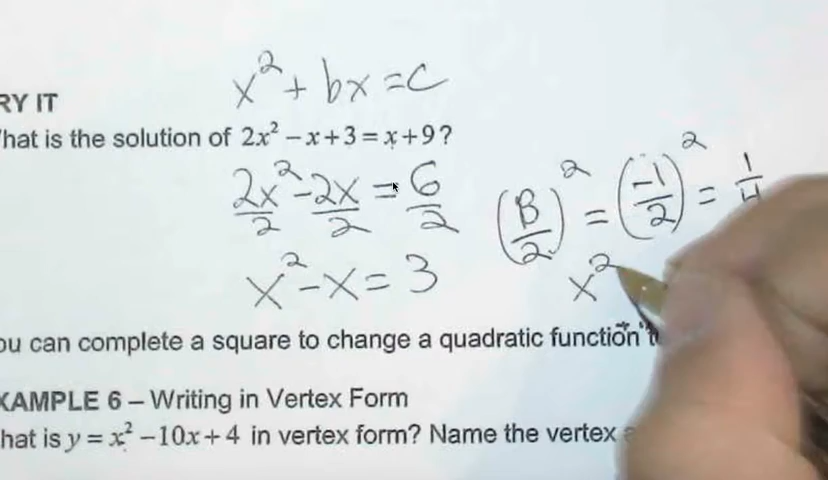 x² + bx = c
RY IT
hat is the solution of 2x² – x + 3 = x + 9?
2x²/2 - 2x/2 = 6/2
(B/2)² = (-1/2)² = 1/4
x² - x = 3
x²
ou can complete a square to change a quadratic function
XAMPLE 6 – Writing in Vertex Form
hat is y = x² – 10x + 4 in vertex form? Name the vertex